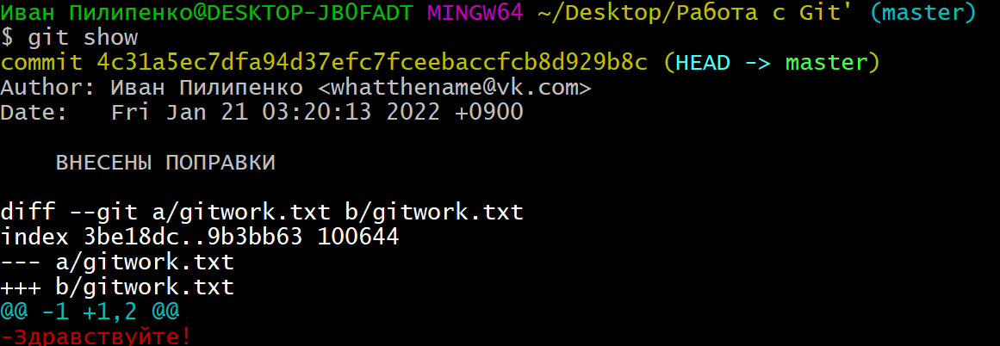 Иван Пилипенко@DESKTOP-JB0FADT MINGW64 ~/Desktop/Работа с Git' (master)
$ git show
commit 4c31a5ec7dfa94d37efc7fceebaccfcb8d929b8c (HEAD -> master)
Author: Иван Пилипенко <whatthename@vk.com>
Date:   Fri Jan 21 03:20:13 2022 +0900
    ВНЕСЕНЫ ПОПРАВКИ
diff --git a/gitwork.txt b/gitwork.txt
index 3be18dc..9b3bb63 100644
--- a/gitwork.txt
+++ b/gitwork.txt
@@ -1 +1,2 @@
-Здравствуйте!